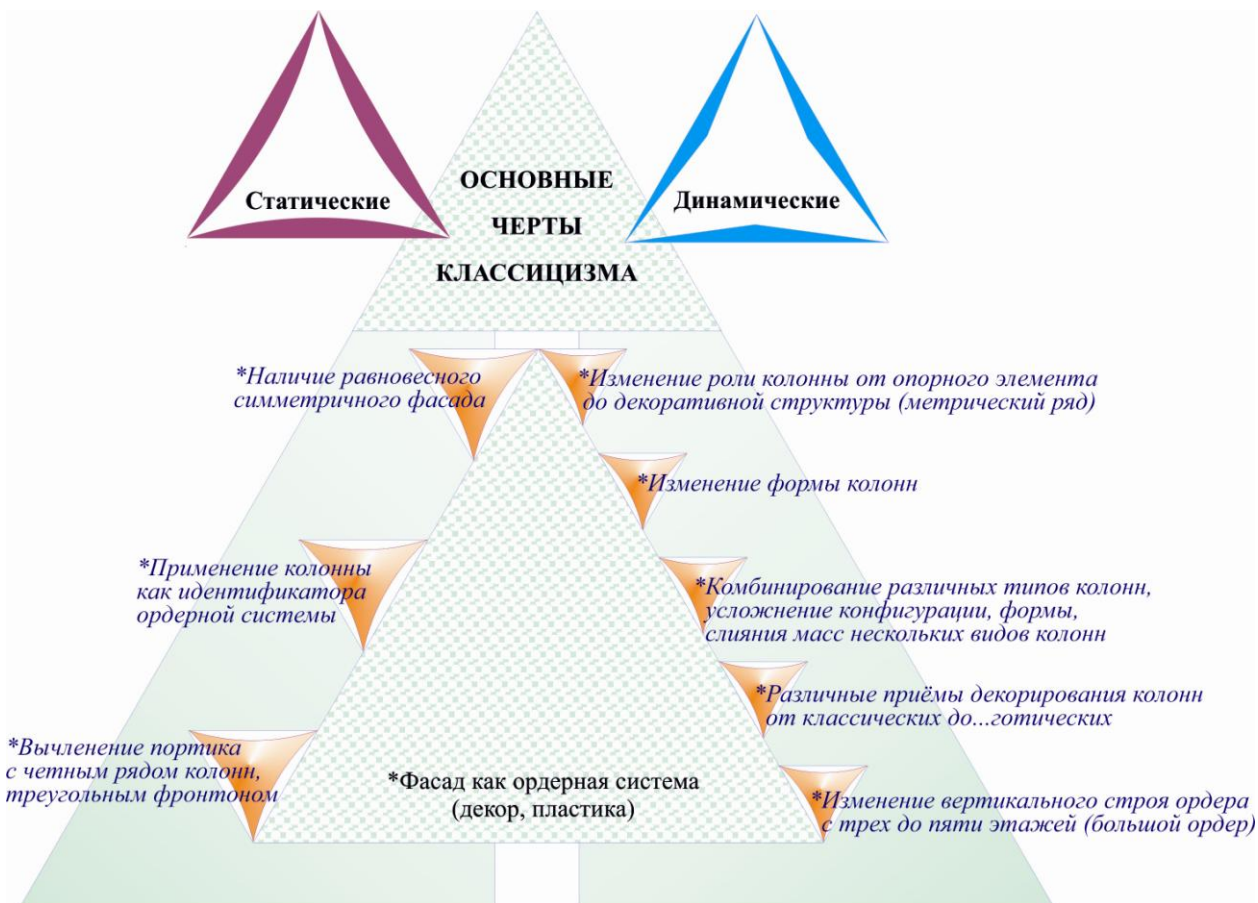 Статические
ОСНОВНЫЕ
ЧЕРТЫ
КЛАССИЦИЗМА
Динамические
*Наличие равновесного
симметричного фасада
*Применение колонны
как идентификатора
ордерной системы
*Вычленение портика
с четным рядом колонн,
треугольным фронтоном
*Изменение роли колонны от опорного элемента
до декоративной структуры (метрический ряд)
*Изменение формы колонн
*Комбинирование различных типов колонн,
усложнение конфигурации, формы,
слияния масс нескольких видов колонн
*Различные приёмы декорирования колонн
от классических до...готических
*Изменение вертикального строя ордера
с трех до пяти этажей (большой ордер)
*Фасад как ордерная система
(декор, пластика)